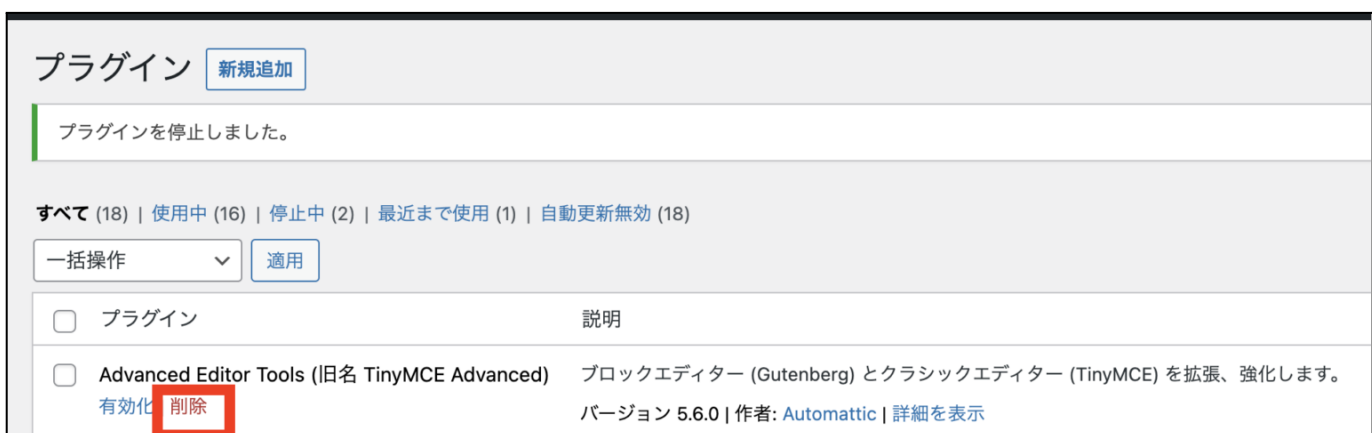 プラグイン 新規追加
プラグインを停止しました。
すべて (18) | 使用中 (16) | 停止中 (2) | 最近まで使用 (1) | 自動更新無効 (18)
一括操作 適用
プラグイン 説明
Advanced Editor Tools (旧名 TinyMCE Advanced) ブロックエディター (Gutenberg) とクラシックエディター (TinyMCE) を拡張、強化します。
有効化 削除 バージョン 5.6.0 | 作者: Automattic | 詳細を表示